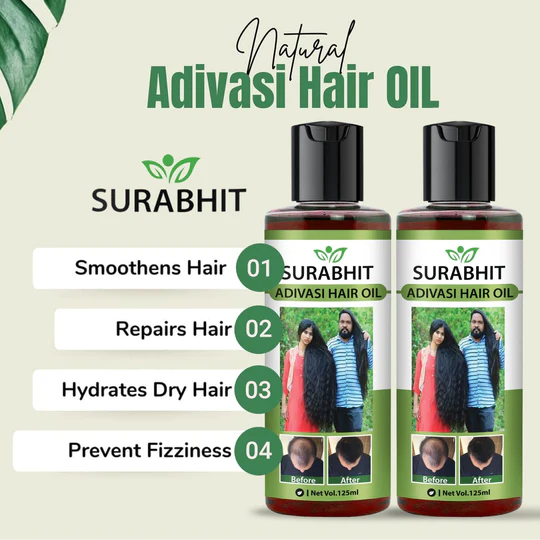 Natural
Adivasi Hair OIL
SURABHIT
Smoothens Hair 01
Repairs Hair 02
Hydrates Dry Hair 03
Prevent Fizziness 04
SURABHIT
ADIVASI HAIR OIL
Before
After
Net Vol.125ml
SURABHIT
ADIVASI HAIR OIL
Before
After
Net Vol.125ml